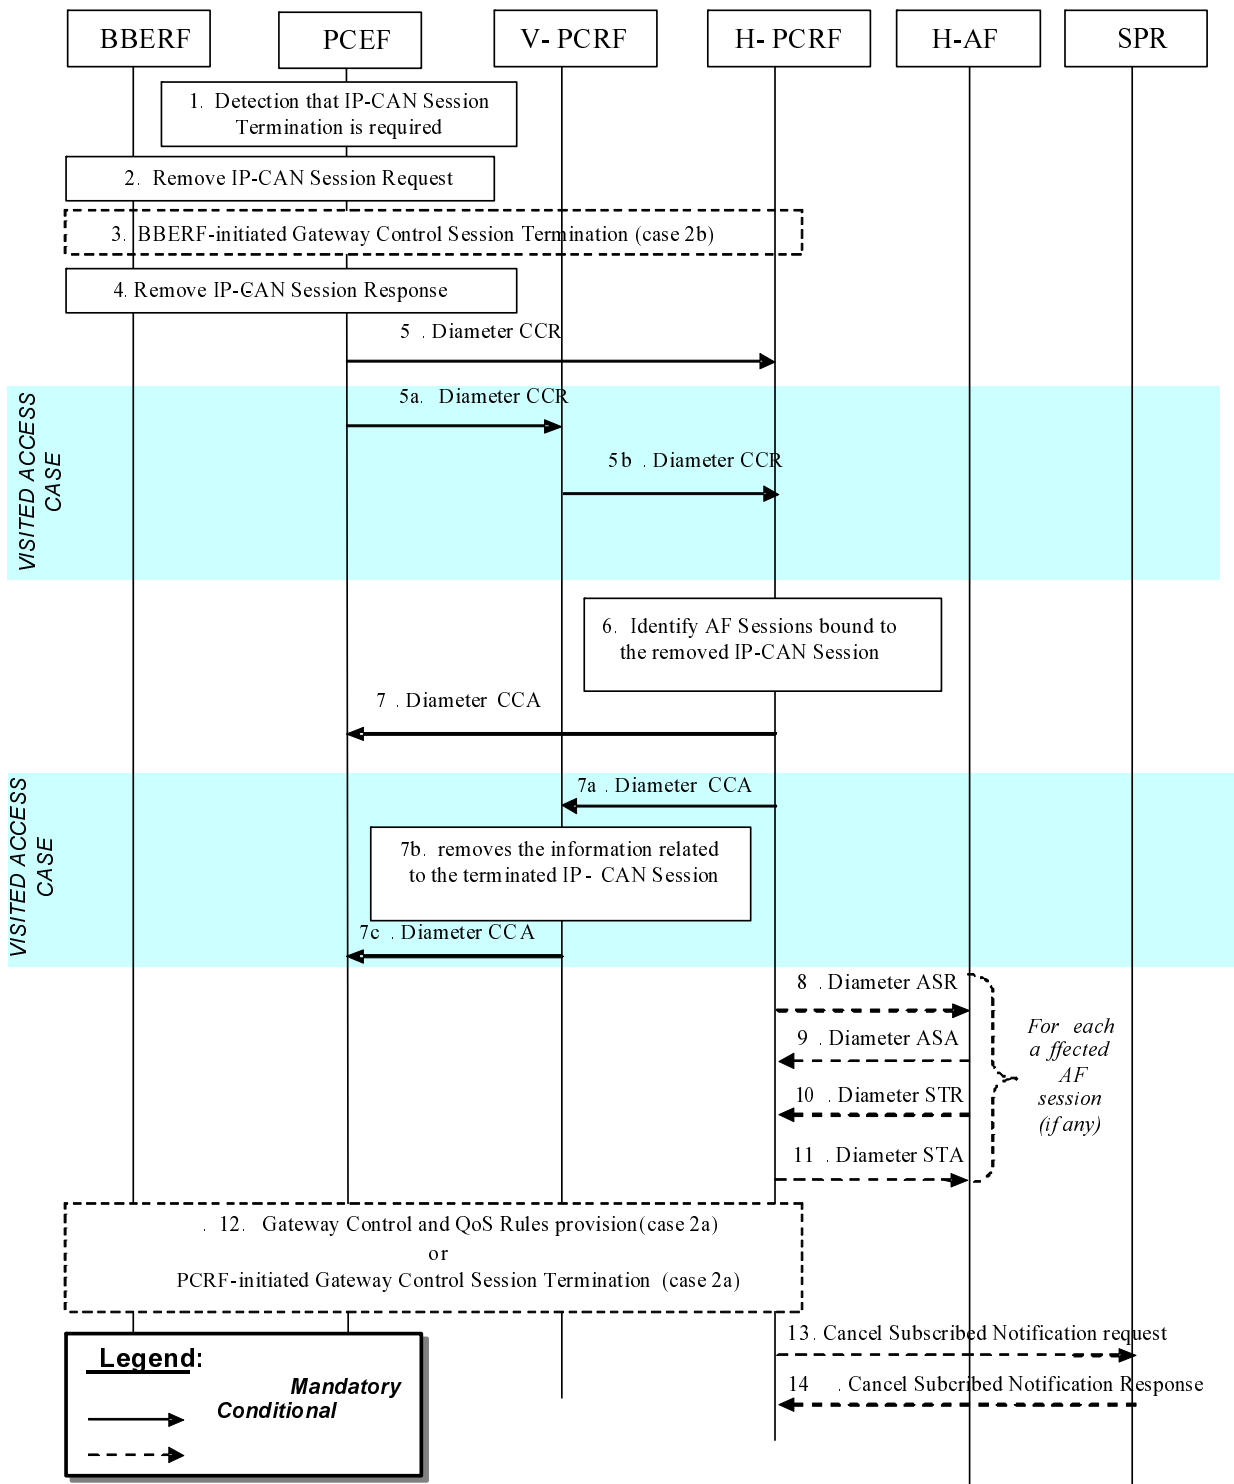 BBERF
PCEF
V- PCRF
H- PCRF
H-AF
SPR
1. Detection that IP-CAN Session
Termination is required
2. Remove IP-CAN Session Request
3. BBERF-initiated Gateway Control Session Termination (case 2b)
4. Remove IP-CAN Session Response
5 . Diameter CCR
VISITED ACCESS
CASE
5a. Diameter CCR
5b . Diameter CCR
6. Identify AF Sessions bound to
the removed IP-CAN Session
7 . Diameter CCA
VISITED ACCESS
CASE
7a . Diameter CCA
7b. removes the information related
to the terminated IP - CAN Session
7c . Diameter CCA
8 . Diameter ASR
9 . Diameter ASA
10 . Diameter STR
11 . Diameter STA
For each
a ffected
AF
session
(if any)
. 12. Gateway Control and QoS Rules provision(case 2a)
or
PCRF-initiated Gateway Control Session Termination (case 2a)
13. Cancel Subscribed Notification request
14 . Cancel Subcribed Notification Response
Legend:
Mandatory
Conditional